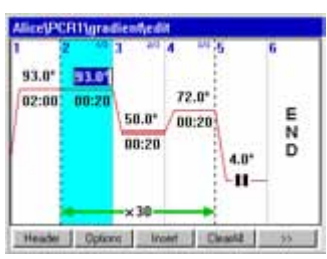 Alice\PCR1\gradient\edit
1 2 3 4 5 6
93.0° 93.0° 72.0°
02:00 00:20 50.0° 00:20
00:20 4.0°
END
×30
Header Options Insert ClearAll >>